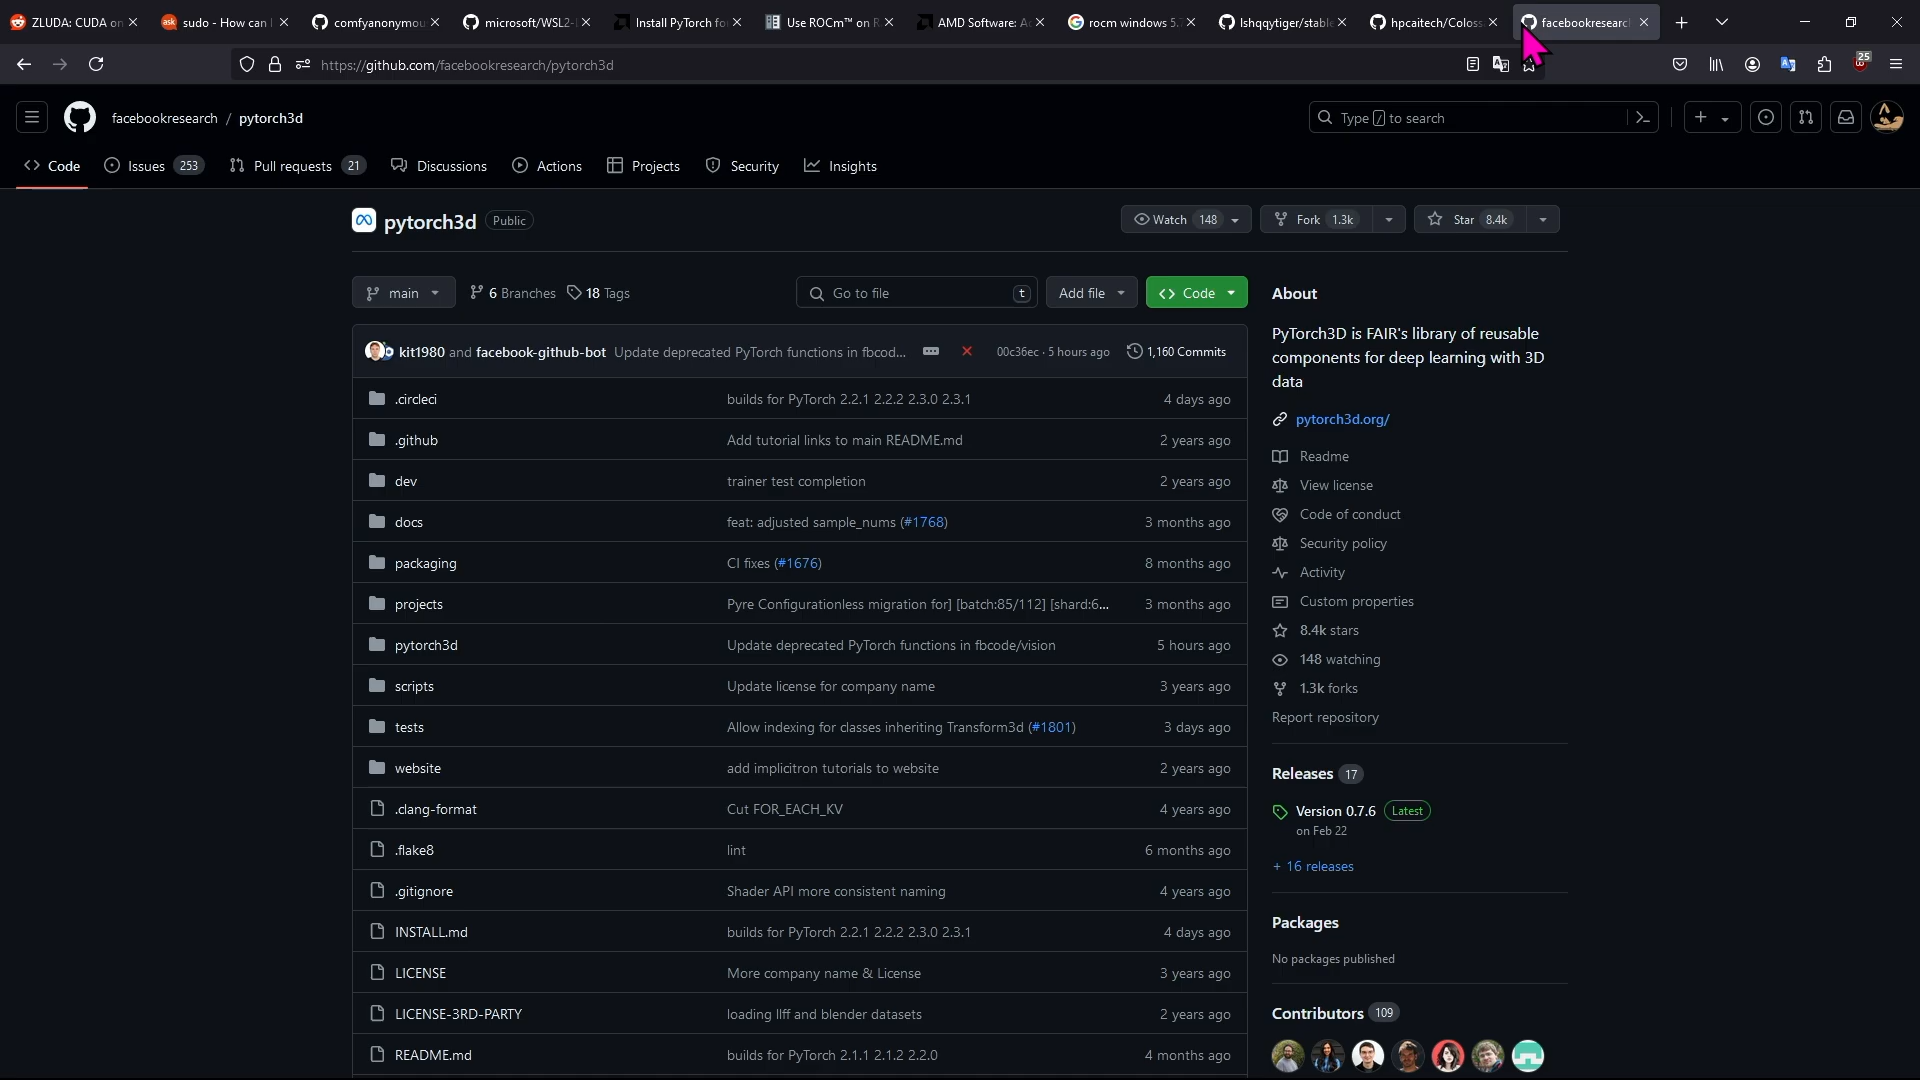 ZLUDA: CUDA on
sudo - How can I
comfyanonymou
microsoft/WSL2-
Install PyTorch fo
Use ROCm™ on R
AMD Software: A
rocm windows 5.
lshqqytiger/stable
hpcaitech/Coloss
facebookresearc
https://github.com/facebookresearch/pytorch3d
25
facebookresearch / pytorch3d
Type / to search
Code
Issues 253
Pull requests 21
Discussions
Actions
Projects
Security
Insights
pytorch3d Public
Watch 148
Fork 1.3k
Star 8.4k
main
6 Branches
18 Tags
Go to file t
Add file
Code
kit1980 and facebook-github-bot Update deprecated PyTorch functions in fbcod... 00c36ec · 5 hours ago 1,160 Commits
.circleci builds for PyTorch 2.2.1 2.2.2 2.3.0 2.3.1 4 days ago
.github Add tutorial links to main README.md 2 years ago
dev trainer test completion 2 years ago
docs feat: adjusted sample_nums (#1768) 3 months ago
packaging CI fixes (#1676) 8 months ago
projects Pyre Configurationless migration for] [batch:85/112] [shard:6... 3 months ago
pytorch3d Update deprecated PyTorch functions in fbcode/vision 5 hours ago
scripts Update license for company name 3 years ago
tests Allow indexing for classes inheriting Transform3d (#1801) 3 days ago
website add implicitron tutorials to website 2 years ago
.clang-format Cut FOR_EACH_KV 4 years ago
.flake8 lint 6 months ago
.gitignore Shader API more consistent naming 4 years ago
INSTALL.md builds for PyTorch 2.2.1 2.2.2 2.3.0 2.3.1 4 days ago
LICENSE More company name & License 3 years ago
LICENSE-3RD-PARTY loading llff and blender datasets 2 years ago
README.md builds for PyTorch 2.1.1 2.1.2 2.2.0 4 months ago
About
PyTorch3D is FAIR's library of reusable
components for deep learning with 3D
data
pytorch3d.org/
Readme
View license
Code of conduct
Security policy
Activity
Custom properties
8.4k stars
148 watching
1.3k forks
Report repository
Releases 17
Version 0.7.6 Latest
on Feb 22
+ 16 releases
Packages
No packages published
Contributors 109